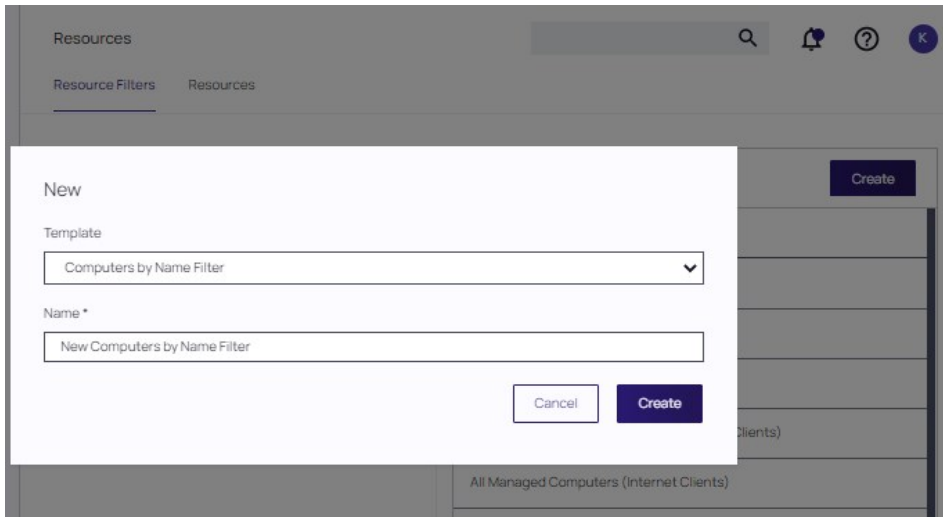 Resources
K
Resource Filters Resources
Create
New
Template
Computers by Name Filter
Name *
New Computers by Name Filter
Cancel Create
Clients)
All Managed Computers (Internet Clients)